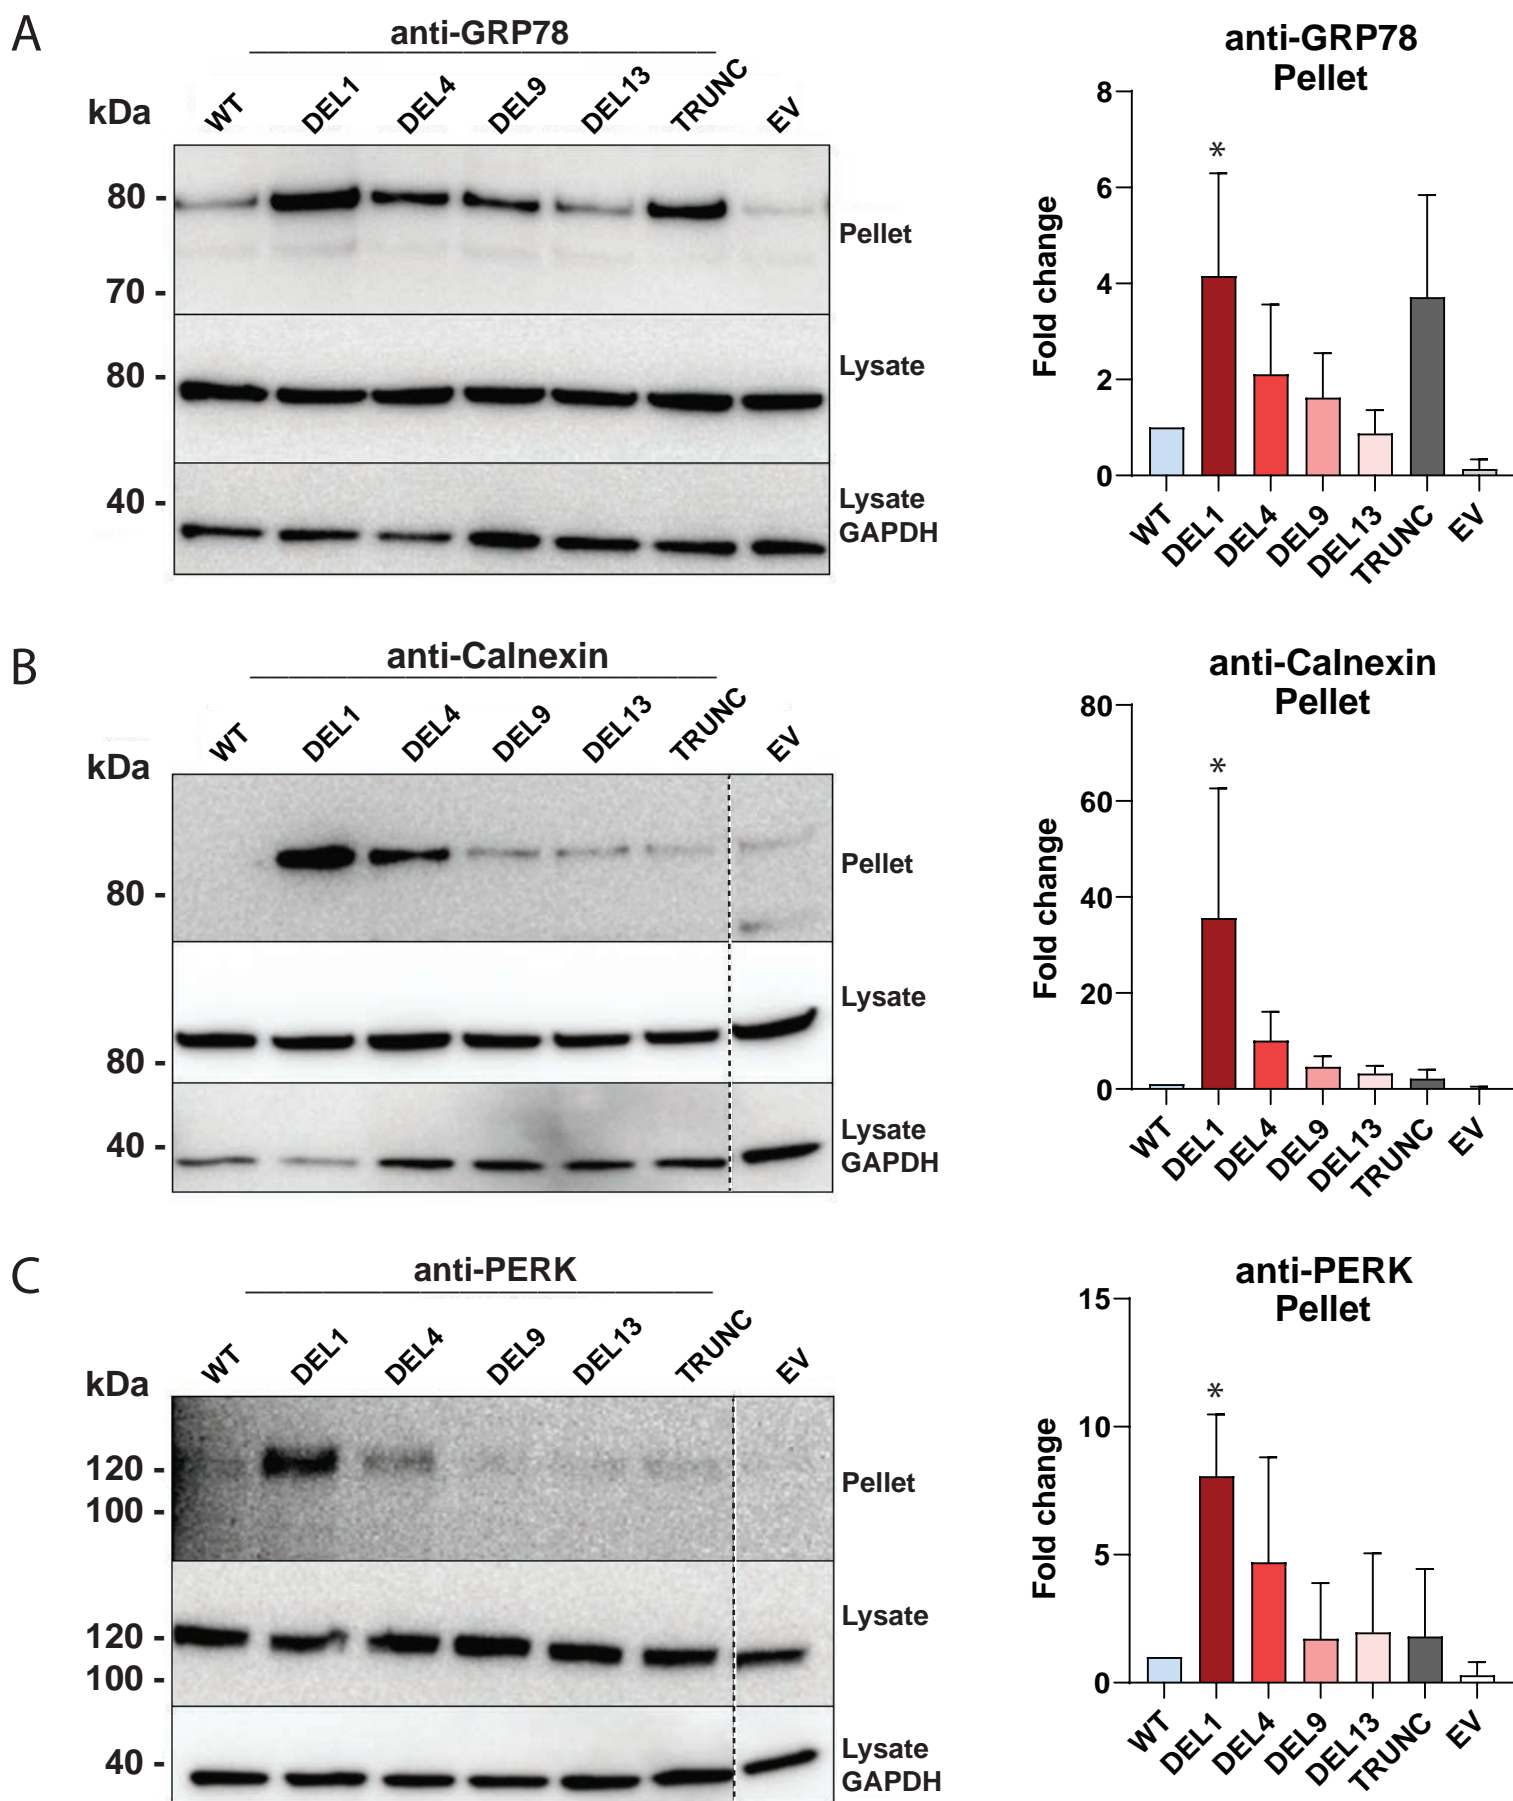 A
anti-GRP78
kDa
WT
DEL1
DEL4
DEL9
DEL13
TRUNC
EV
80 -
70 -
Pellet
80 -
Lysate
40 -
Lysate
GAPDH
anti-GRP78
Pellet
Fold change
8
6
4
2
0
*
WT
DEL1
DEL4
DEL9
DEL13
TRUNC
EV
B
anti-Calnexin
kDa
WT
DEL1
DEL4
DEL9
DEL13
TRUNC
EV
80 -
Pellet
Lysate
80 -
40 -
Lysate
GAPDH
anti-Calnexin
Pellet
Fold change
80
60
40
20
0
*
WT
DEL1
DEL4
DEL9
DEL13
TRUNC
EV
C
anti-PERK
kDa
WT
DEL1
DEL4
DEL9
DEL13
TRUNC
EV
120 -
100 -
Pellet
Lysate
120 -
100 -
40 -
Lysate
GAPDH
anti-PERK
Pellet
Fold change
15
10
5
0
*
WT
DEL1
DEL4
DEL9
DEL13
TRUNC
EV